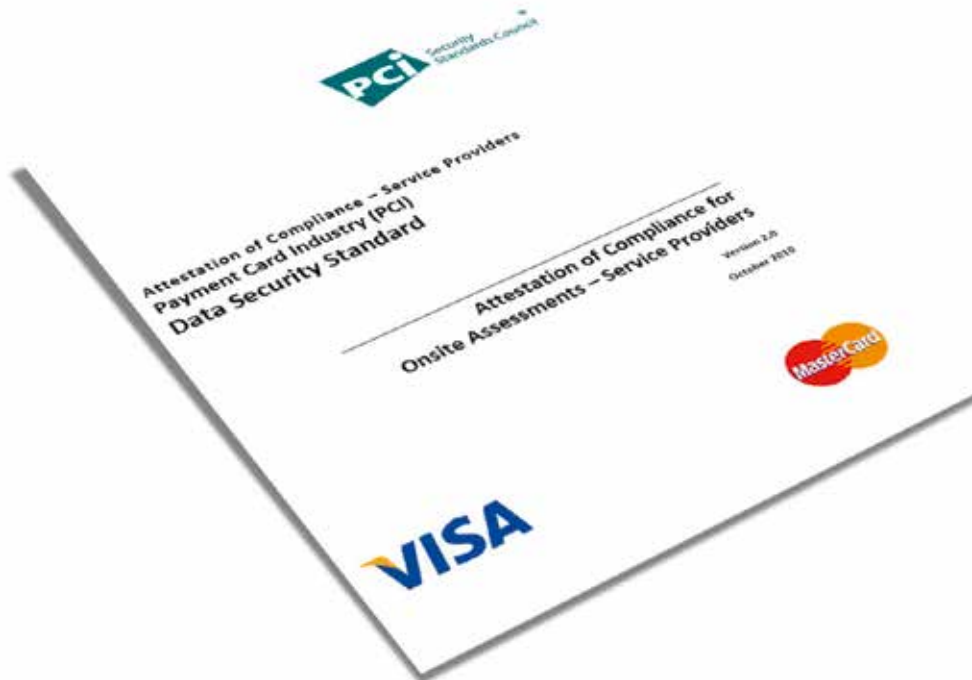 PCi
Security
Standards Council
®
Attestation of Compliance – Service Providers
Payment Card Industry (PCI)
Data Security Standard
Attestation of Compliance for
Onsite Assessments – Service Providers
Version 2.0
October 2010
MasterCard
VISA